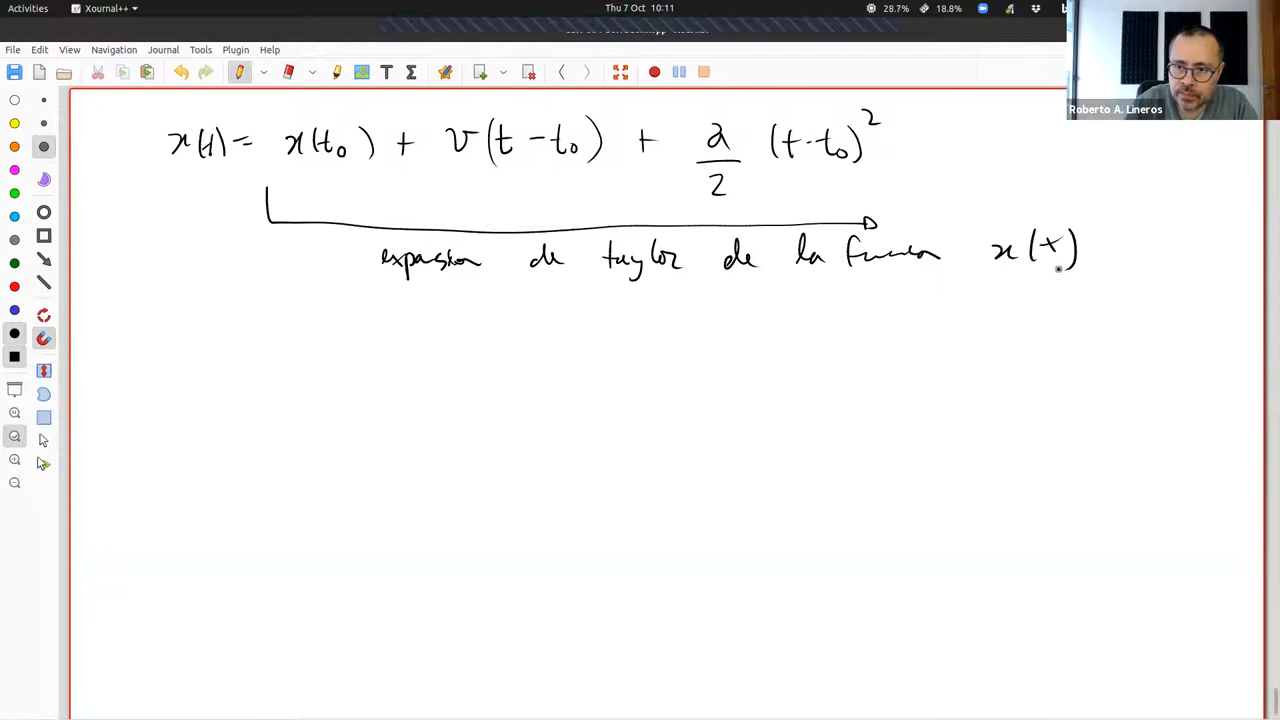 Activities Xournal++ Thu 7 Oct 10:11 28.7% 18.8%
File Edit View Navigation Journal Tools Plugin Help
Roberto A. Lineros
x(t) = x(t₀) + v(t - t₀) + a/2 (t - t₀)²
expasion de taylor de la funcion x(t)